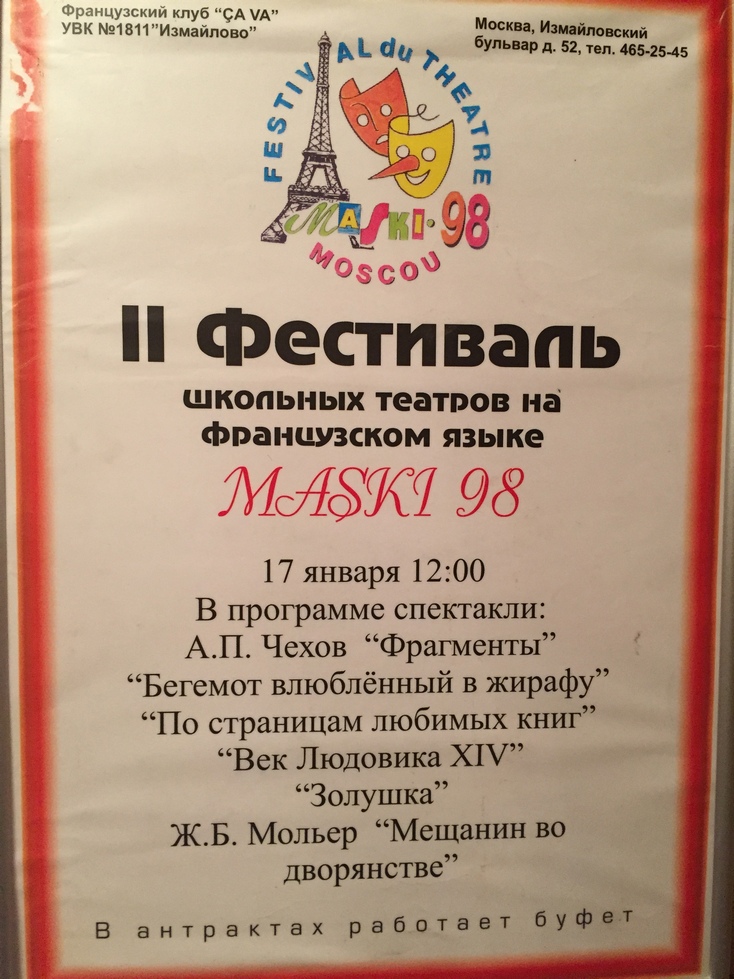 Французский клуб “ÇA VA”
УВК №1811”Измайлово”
Москва, Измайловский
бульвар д. 52, тел. 465-25-45
FESTIVAL du THEATRE
MASKI·98
MOSCOU
II Фестиваль
школьных театров на
французском языке
MASKI 98
17 января 12:00
В программе спектакли:
А.П. Чехов “Фрагменты”
“Бегемот влюблённый в жирафу”
“По страницам любимых книг”
“Век Людовика XIV”
“Золушка”
Ж.Б. Мольер “Мещанин во
дворянстве”
В антрактах работает буфет